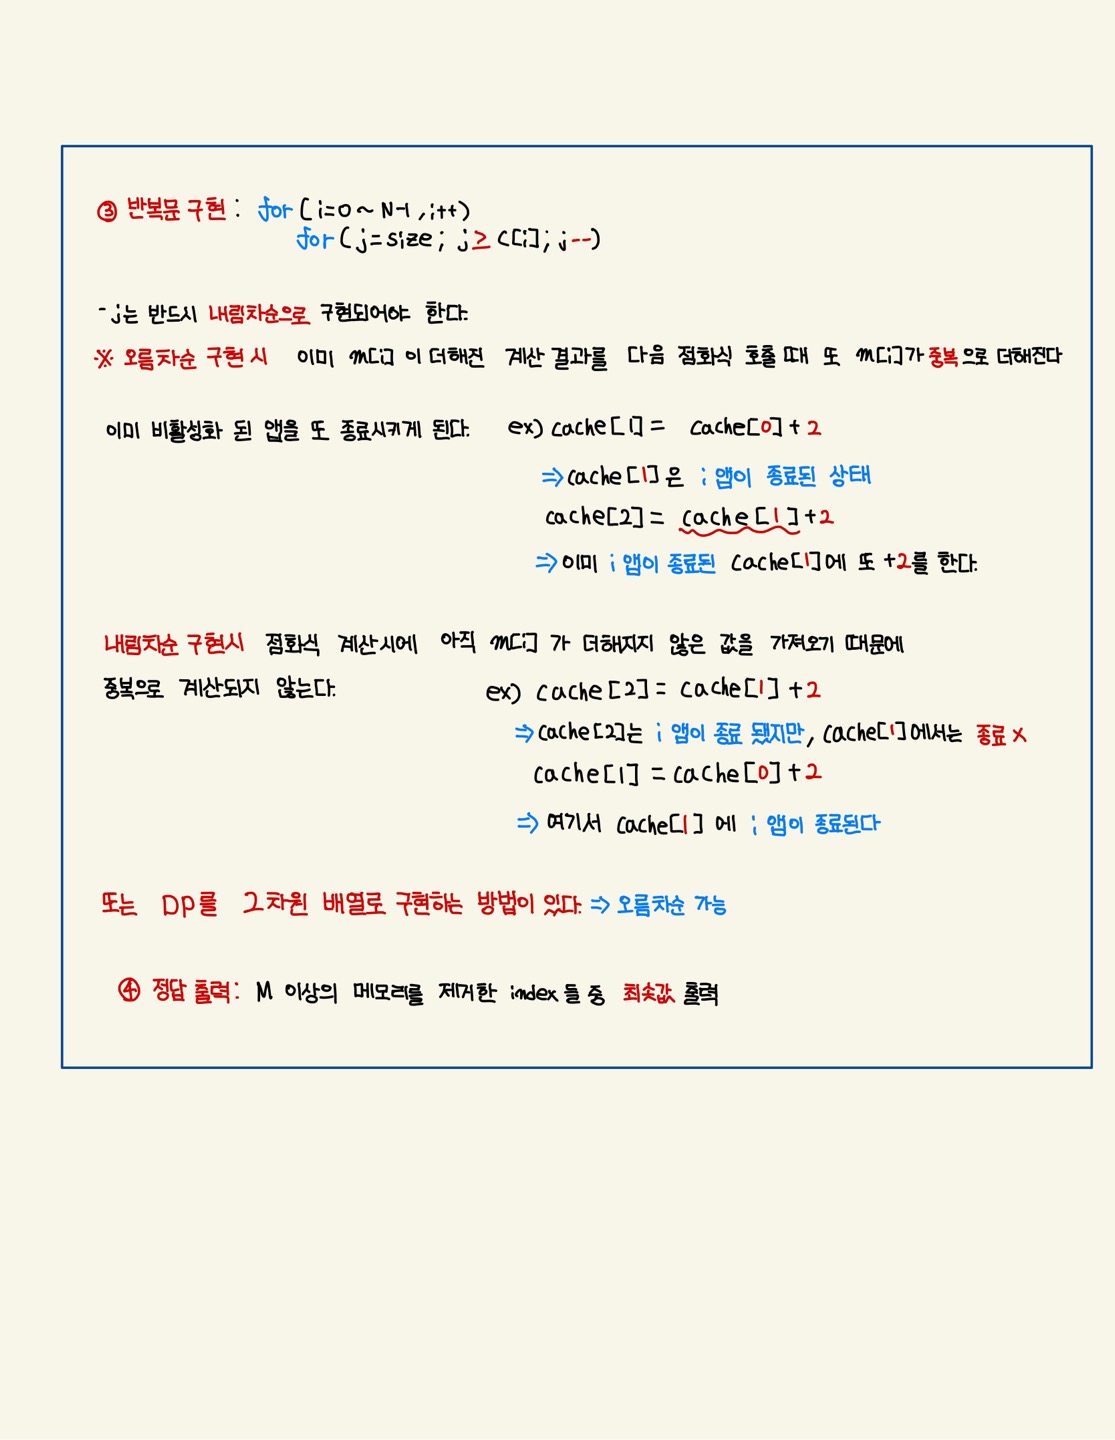 ③ 반복문 구현 : for (i=0 ~ N-1, i++)
for (j=size; j≥c[i]; j--)
- j는 반드시 내림차순으로 구현되어야 한다.
※ 오름차순 구현 시 이미 m[i] 이 더해진 계산 결과를 다음 점화식 호출 때 또 m[i]가 중복으로 더해진다
이미 비활성화 된 앱을 또 종료시키게 된다. ex) cache[1] = cache[0] + 2
⇒ cache[1]은 i 앱이 종료된 상태
cache[2] = cache[1] + 2
⇒ 이미 i 앱이 종료된 cache[1]에 또 +2를 한다.
내림차순 구현시 점화식 계산시에 아직 m[i] 가 더해지지 않은 값을 가져오기 때문에
중복으로 계산되지 않는다. ex) cache[2] = cache[1] + 2
⇒ cache[2]는 i 앱이 종료 됐지만, cache[1]에서는 종료 X
cache[1] = cache[0] + 2
⇒ 여기서 cache[1] 에 i 앱이 종료된다
또는 DP를 2차원 배열로 구현하는 방법이 있다. ⇒ 오름차순 가능
④ 정답 출력 : M 이상의 메모리를 제거한 index 들 중 최솟값 출력